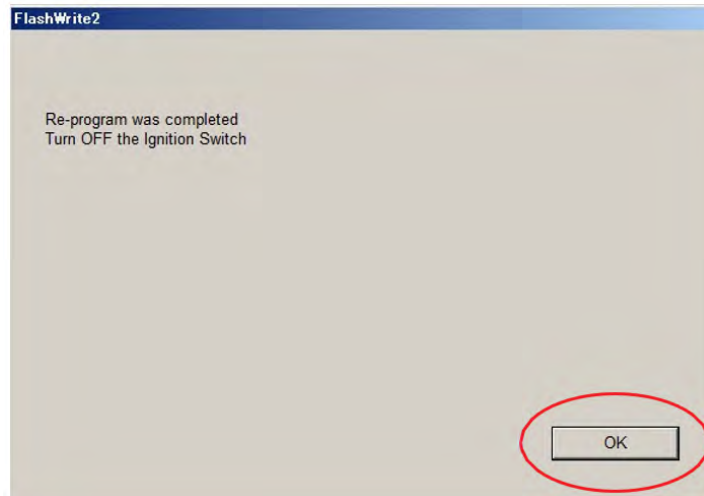 FlashWrite2
Re-program was completed
Turn OFF the Ignition Switch
OK